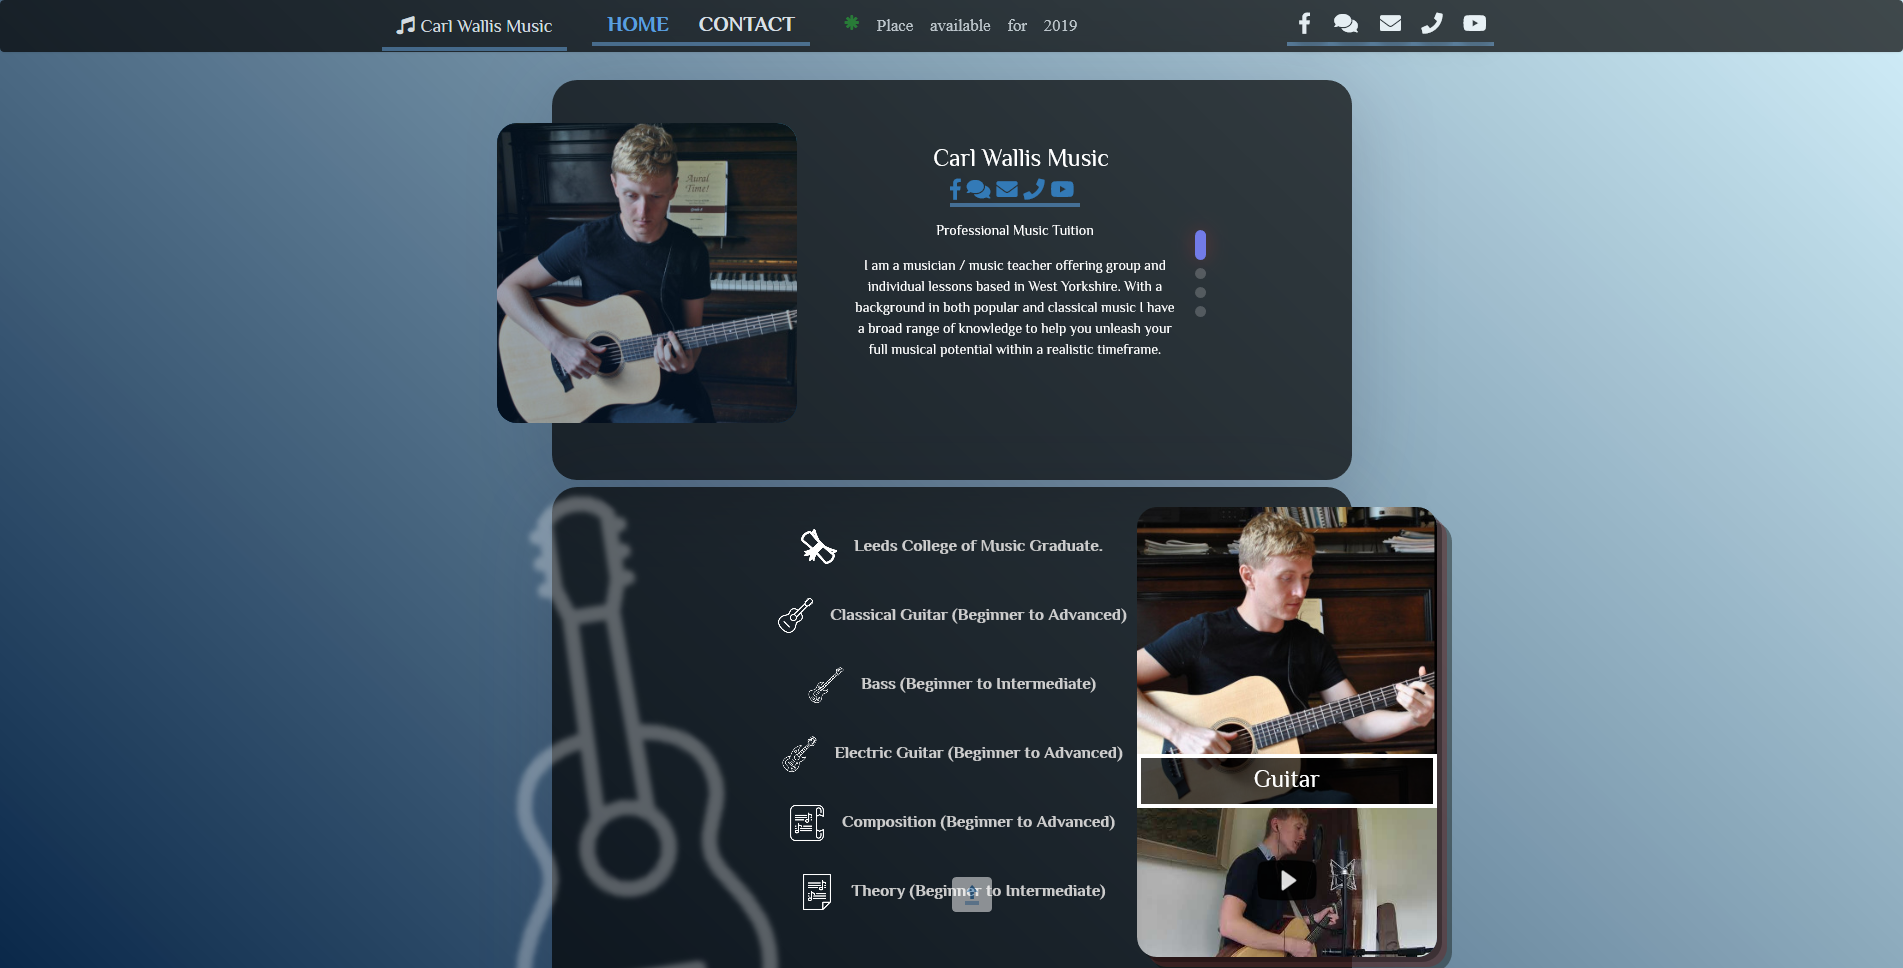 Carl Wallis Music
HOME CONTACT
Place available for 2019
Aural
Time!
Carl Wallis Music
Professional Music Tuition
I am a musician / music teacher offering group and
individual lessons based in West Yorkshire. With a
background in both popular and classical music I have
a broad range of knowledge to help you unleash your
full musical potential within a realistic timeframe.
Leeds College of Music Graduate.
Classical Guitar (Beginner to Advanced)
Bass (Beginner to Intermediate)
Electric Guitar (Beginner to Advanced)
Composition (Beginner to Advanced)
Theory (Beginner to Intermediate)
Guitar